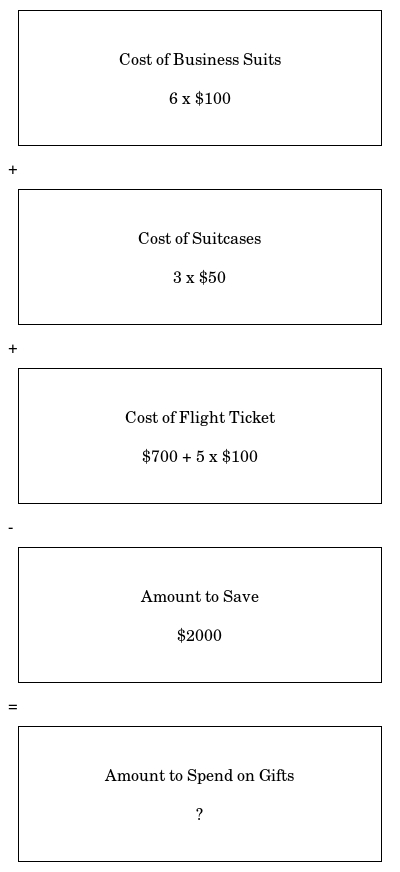 Cost of Business Suits
6 x $100
+
Cost of Suitcases
3 x $50
+
Cost of Flight Ticket
$700 + 5 x $100
-
Amount to Save
$2000
=
Amount to Spend on Gifts
?